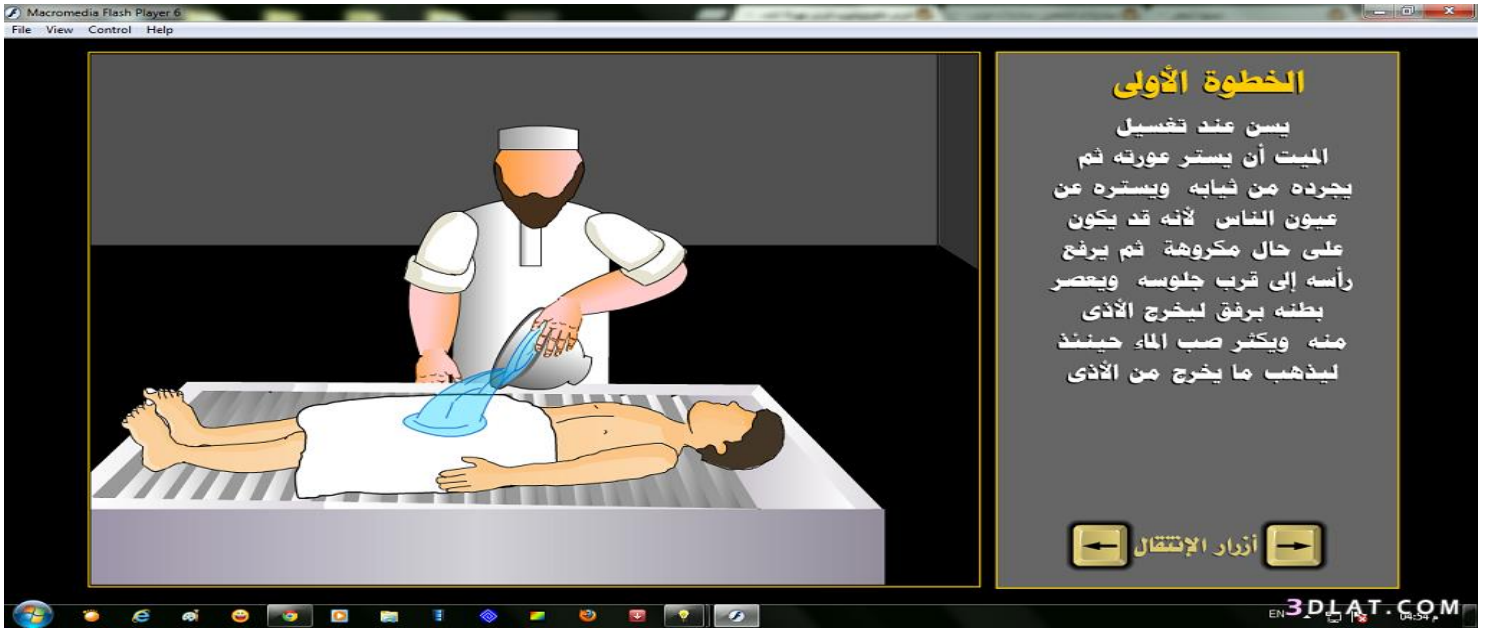 Macromedia Flash Player 6
File View Control Help
الخطوة الأولى
يسن عند تغسيل
الميت أن يستر عورته ثم
يجرده من ثيابه ويستره عن
عيون الناس لأنه قد يكون
على حال مكروهة ثم يرفع
رأسه إلى قرب جلوسه ويعصر
بطنه برفق ليخرج الأذى
منه ويكثر صب الماء حينئذ
ليذهب ما يخرج من الأذى
أزرار الإنتقال
EN
3DLAT.COM
04:54 م